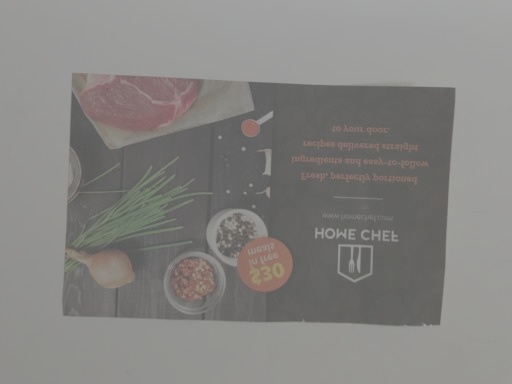 HOME CHEF
www.homechef.com
Fresh, perfectly portioned
ingredients and easy-to-follow
recipes delivered straight
to your door.
$30
in free
meals